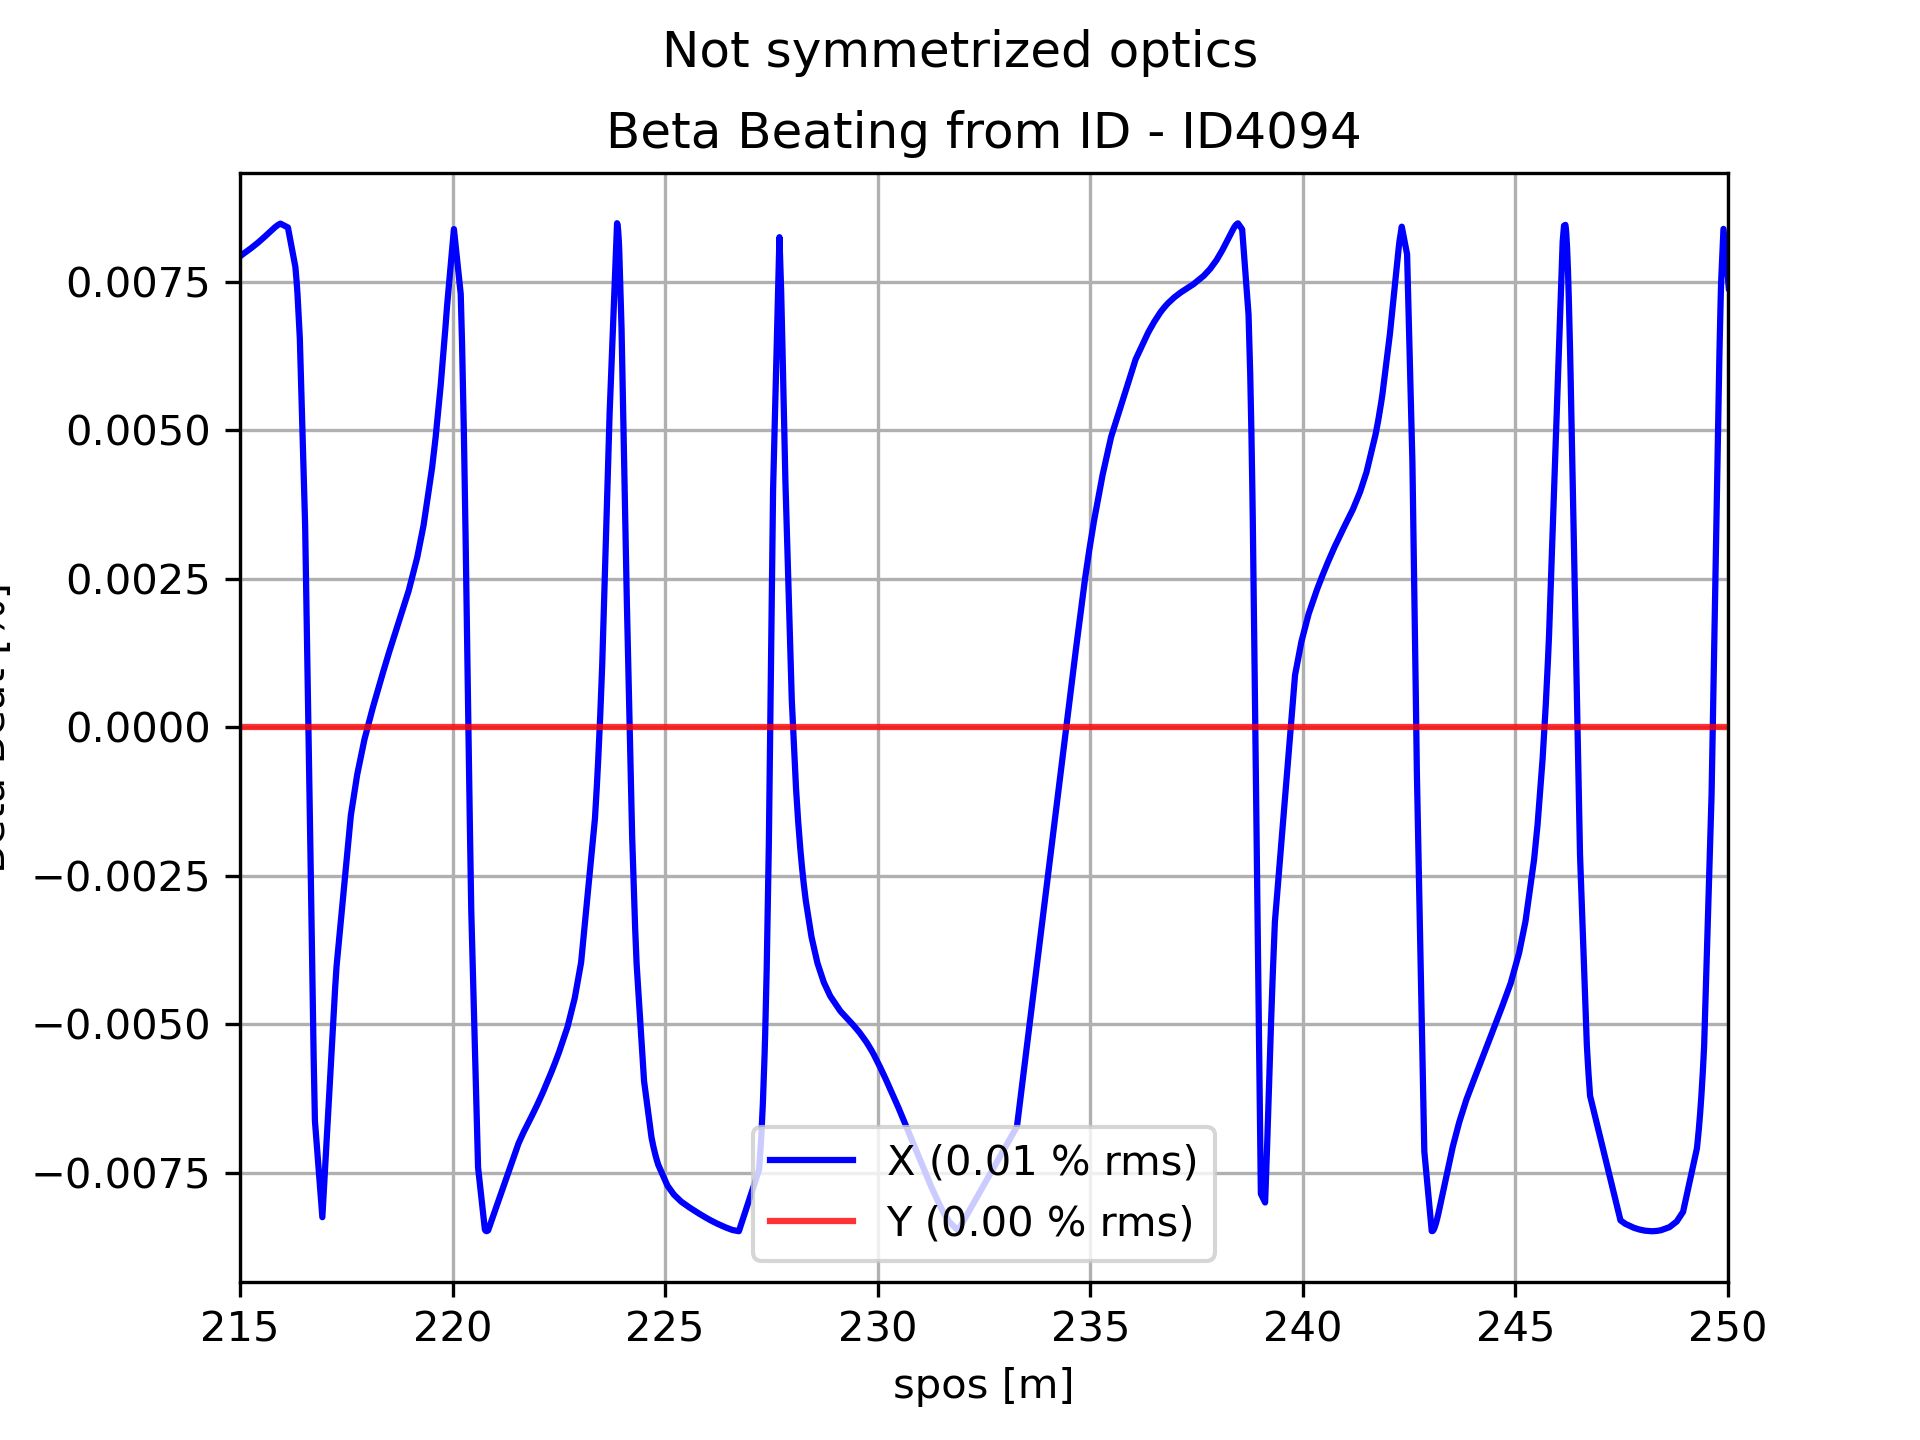 Not symmetrized optics
Beta Beating from ID - ID4094
0.0075
0.0050
0.0025
0.0000
−0.0025
−0.0050
−0.0075
X (0.01 % rms)
Y (0.00 % rms)
215 220 225 230 235 240 245 250
spos [m]